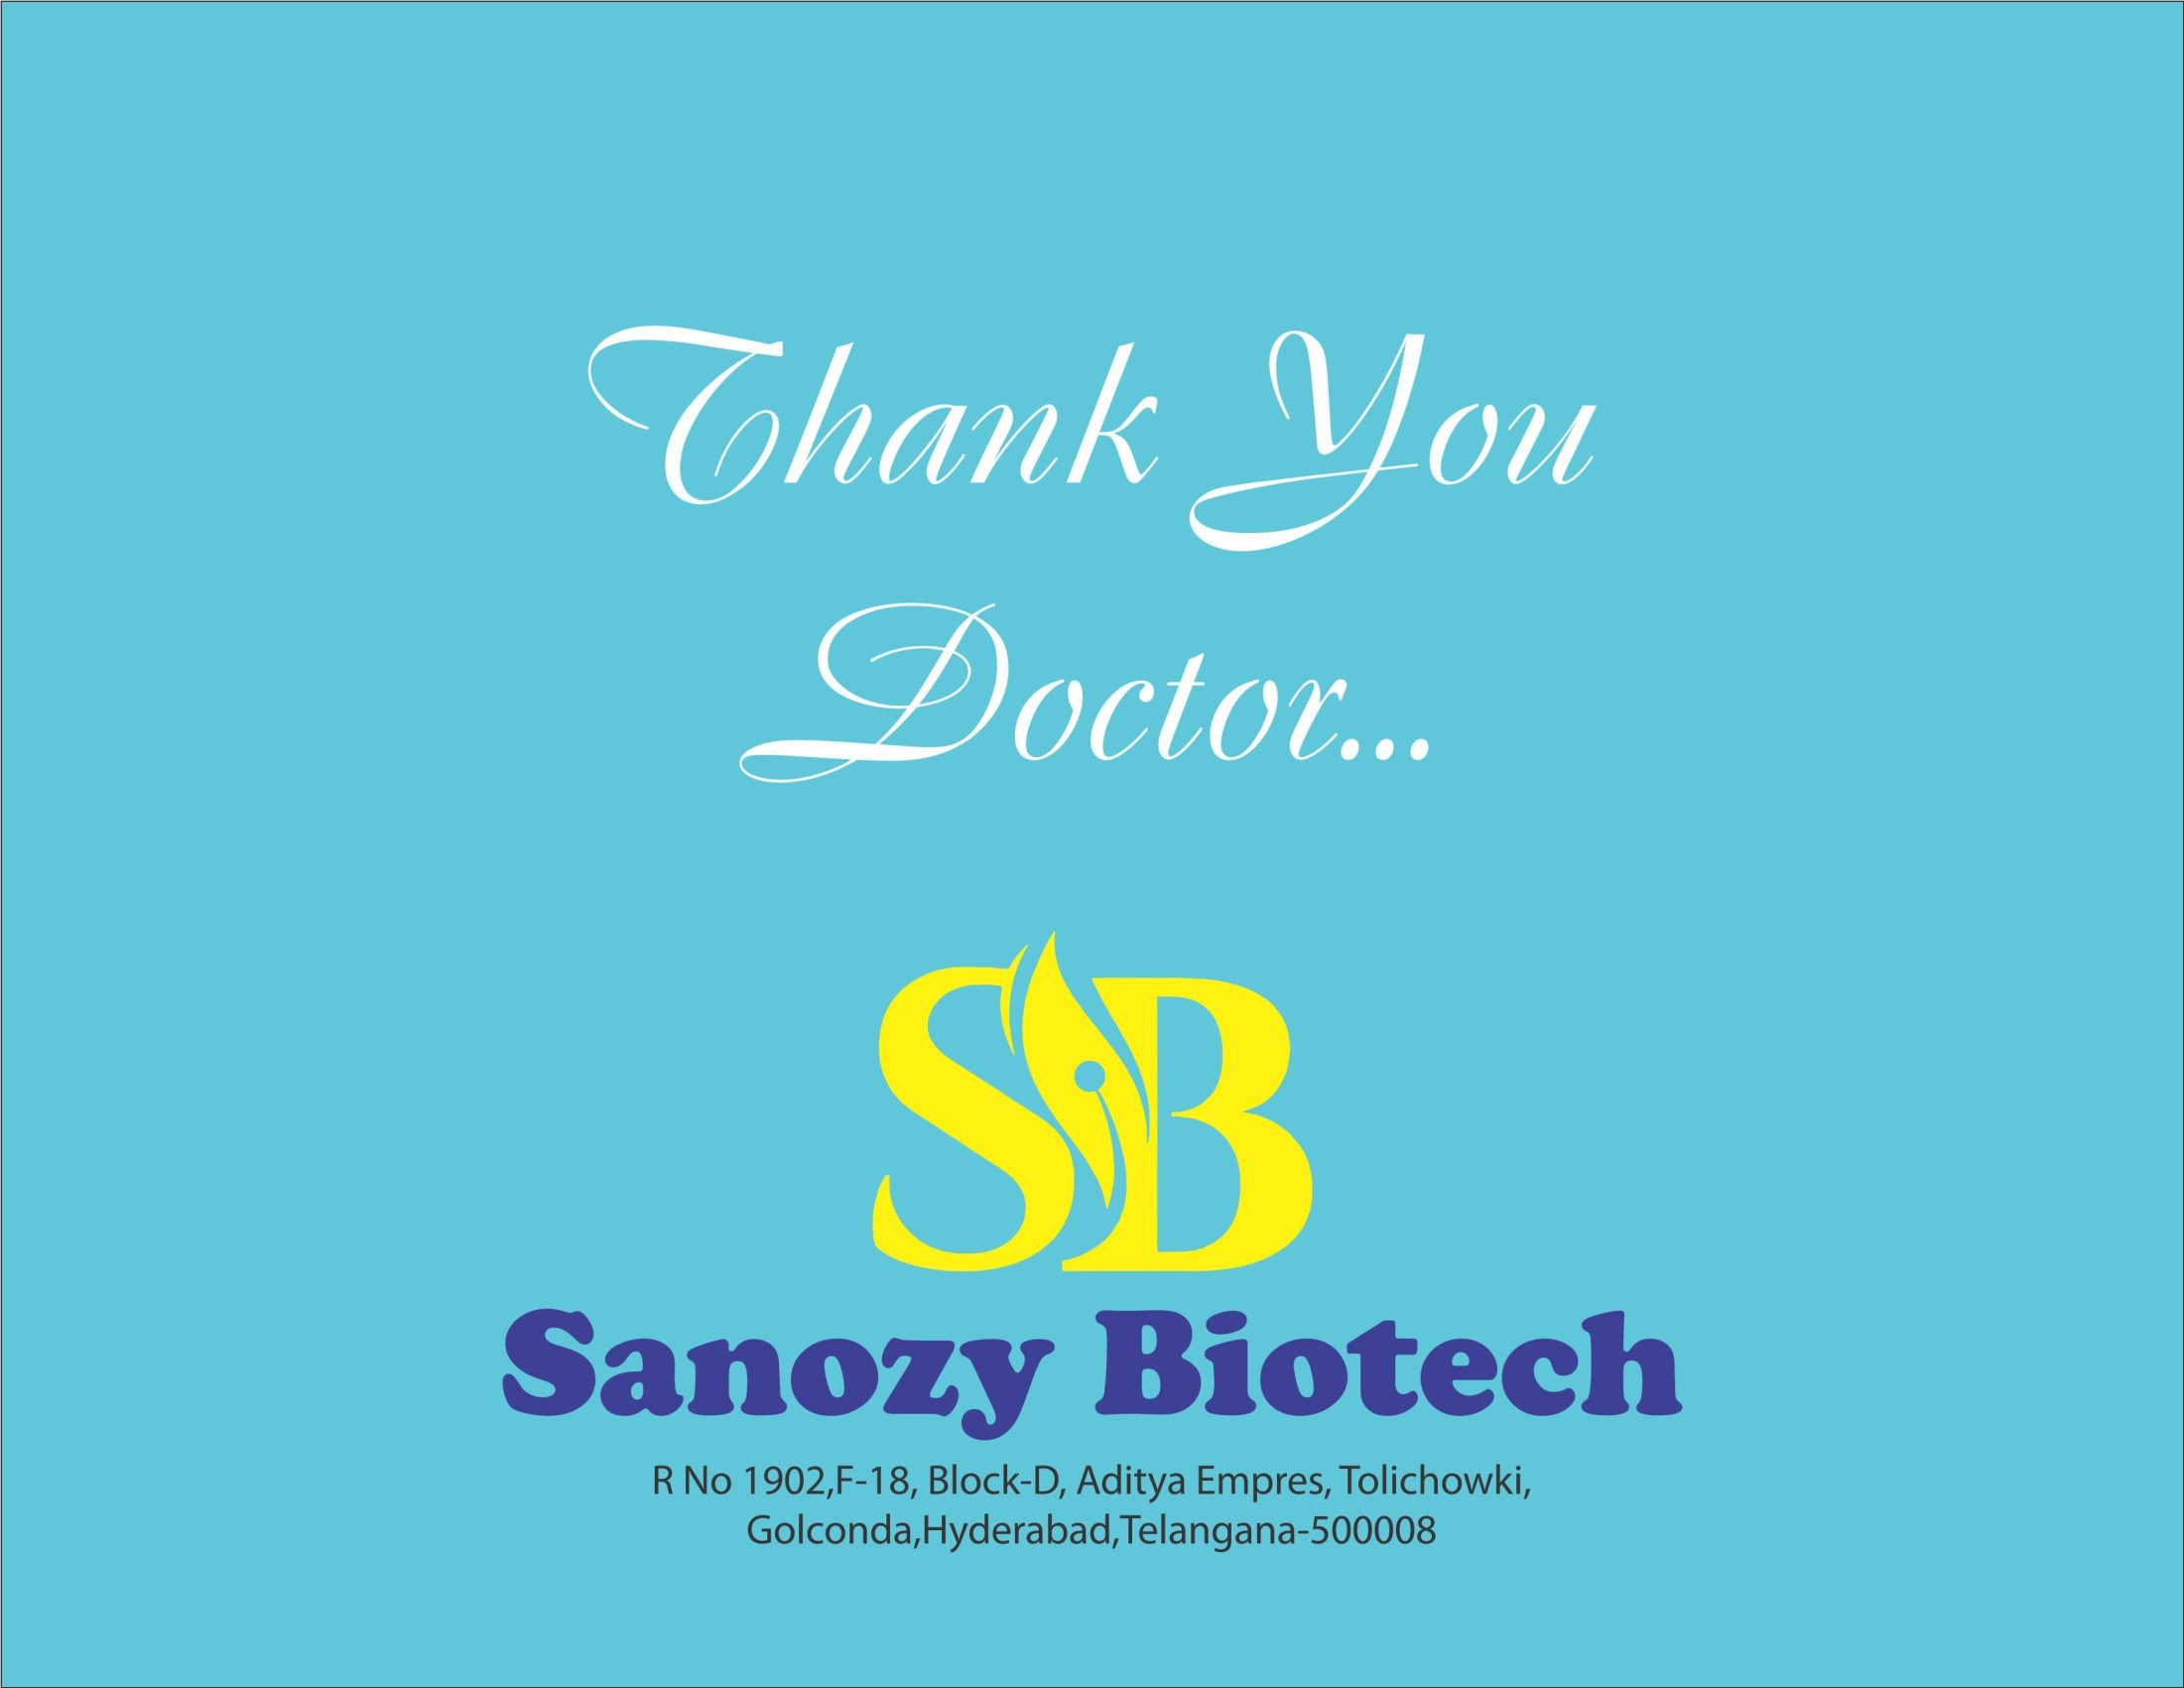 Thank You
Doctor...
SB
Sanozy Biotech
R No 1902,F-18, Block-D, Aditya Empres, Tolichowki,
Golconda,Hyderabad,Telangana-500008